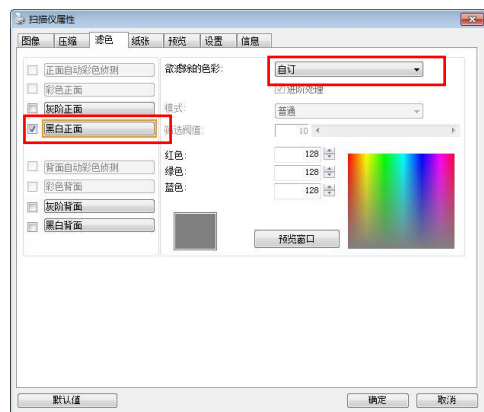 扫描仪属性
图像 压缩 滤色 纸张 预览 设置 信息
正面自动彩色侦测
彩色正面
灰阶正面
黑白正面
背面自动彩色侦测
彩色背面
灰阶背面
黑白背面
欲滤除的色彩: 自订
进阶处理
模式: 普通
筛选阀值: 10
红色: 128
绿色: 128
蓝色: 128
预览窗口
默认值 确定 取消